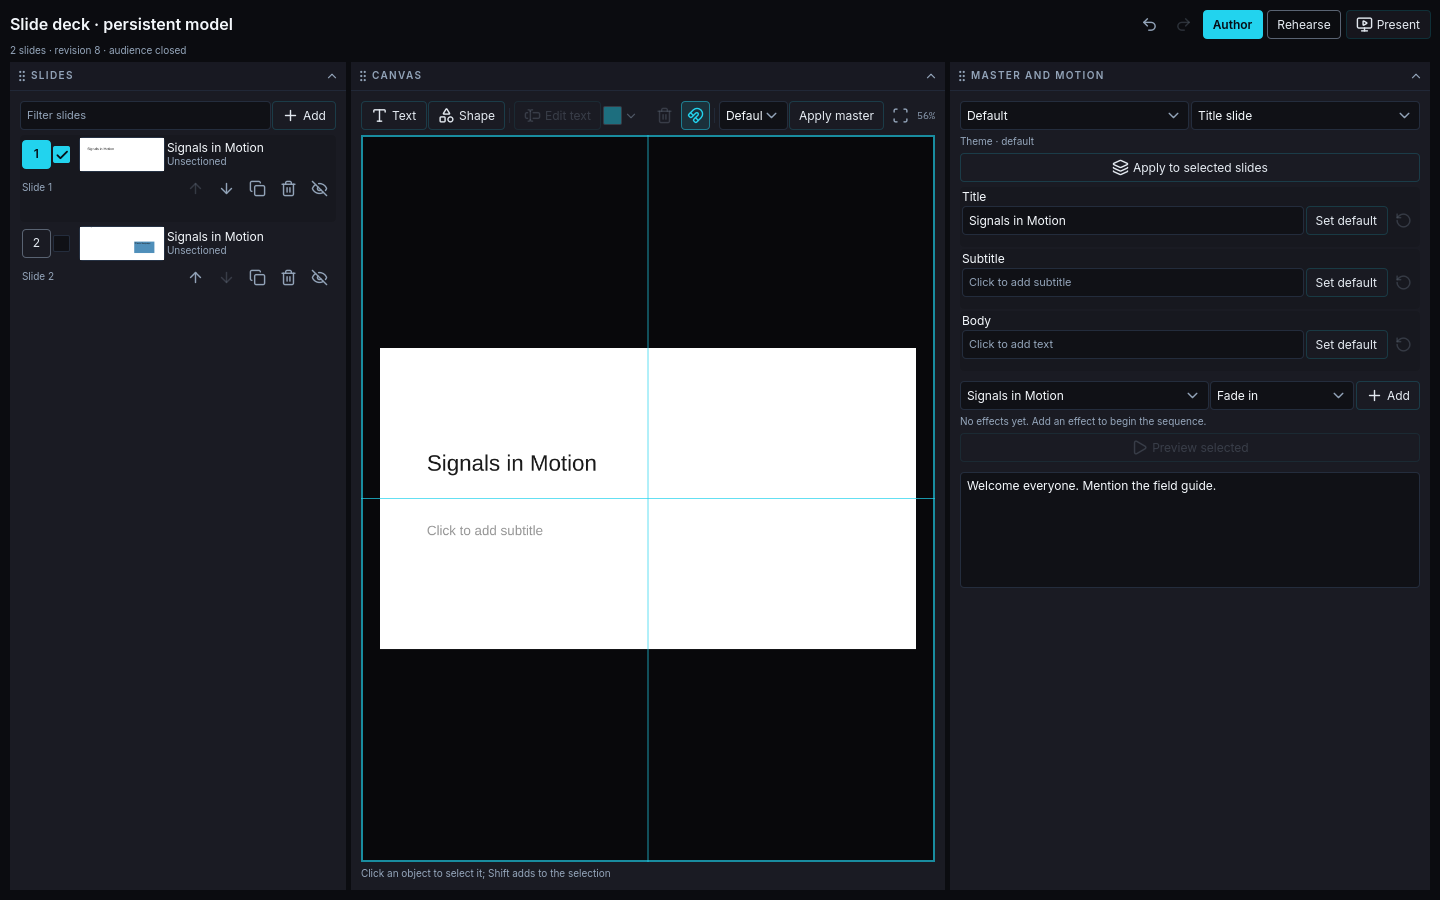 Slide deck · persistent model
Author
Rehearse
Present
2 slides · revision 8 · audience closed
SLIDES
Filter slides
Add
1
Signals in Motion
Signals in Motion
Unsectioned
Slide 1
2
Signals in Motion
Unsectioned
Slide 2
CANVAS
Text
Shape
Edit text
Defaul
Apply master
56%
Signals in Motion
Click to add subtitle
Click an object to select it; Shift adds to the selection
MASTER AND MOTION
Default
Title slide
Theme · default
Apply to selected slides
Title
Signals in Motion
Set default
Subtitle
Click to add subtitle
Set default
Body
Click to add text
Set default
Signals in Motion
Fade in
Add
No effects yet. Add an effect to begin the sequence.
Preview selected
Welcome everyone. Mention the field guide.